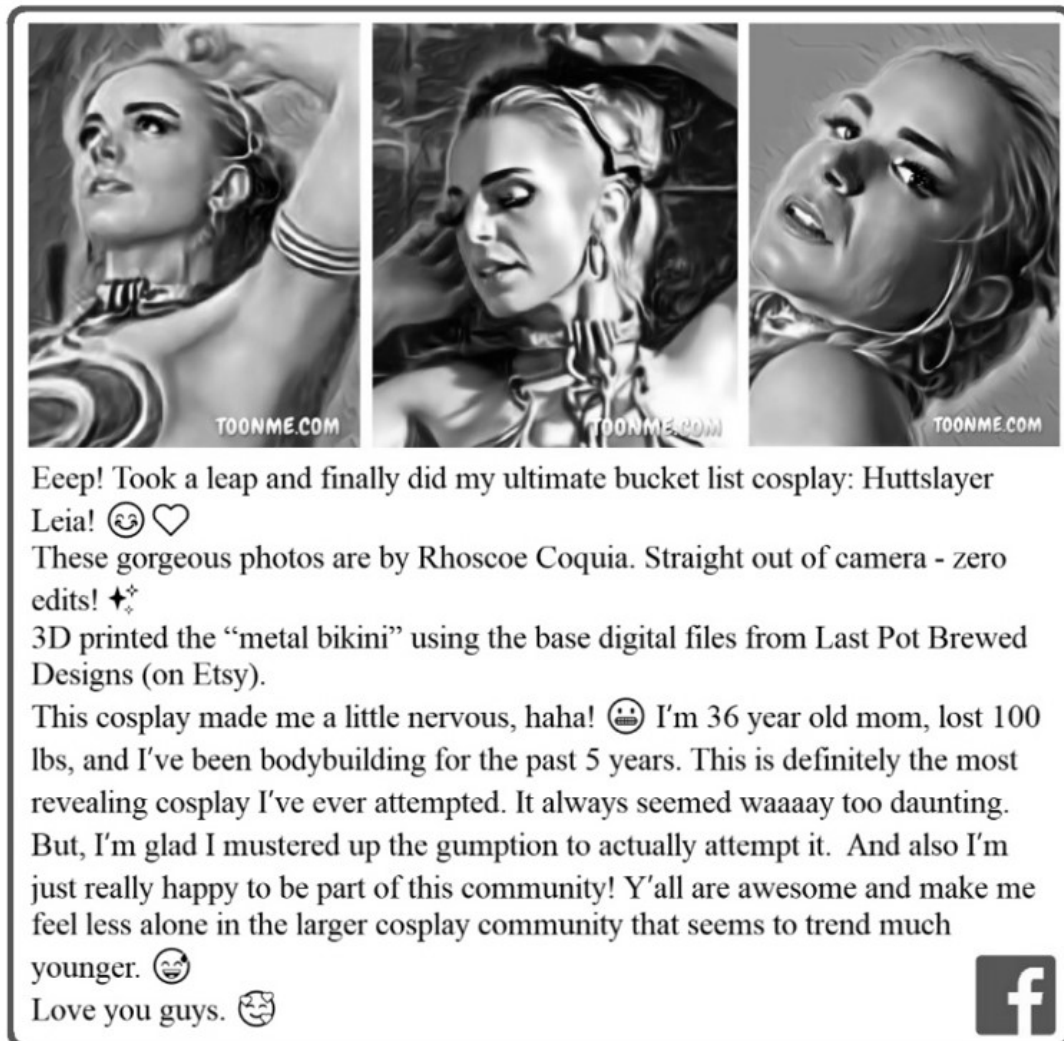 TOONME.COM
TOONME.COM
TOONME.COM
Eeep! Took a leap and finally did my ultimate bucket list cosplay: Huttslayer
Leia! 😊♡
These gorgeous photos are by Rhoscoe Coquia. Straight out of camera - zero
edits! ✨
3D printed the “metal bikini” using the base digital files from Last Pot Brewed
Designs (on Etsy).
This cosplay made me a little nervous, haha! 😬 I'm 36 year old mom, lost 100
lbs, and I've been bodybuilding for the past 5 years. This is definitely the most
revealing cosplay I've ever attempted. It always seemed waaaay too daunting.
But, I'm glad I mustered up the gumption to actually attempt it.  And also I'm
just really happy to be part of this community! Y'all are awesome and make me
feel less alone in the larger cosplay community that seems to trend much
younger. 😅
Love you guys. 🥰
f